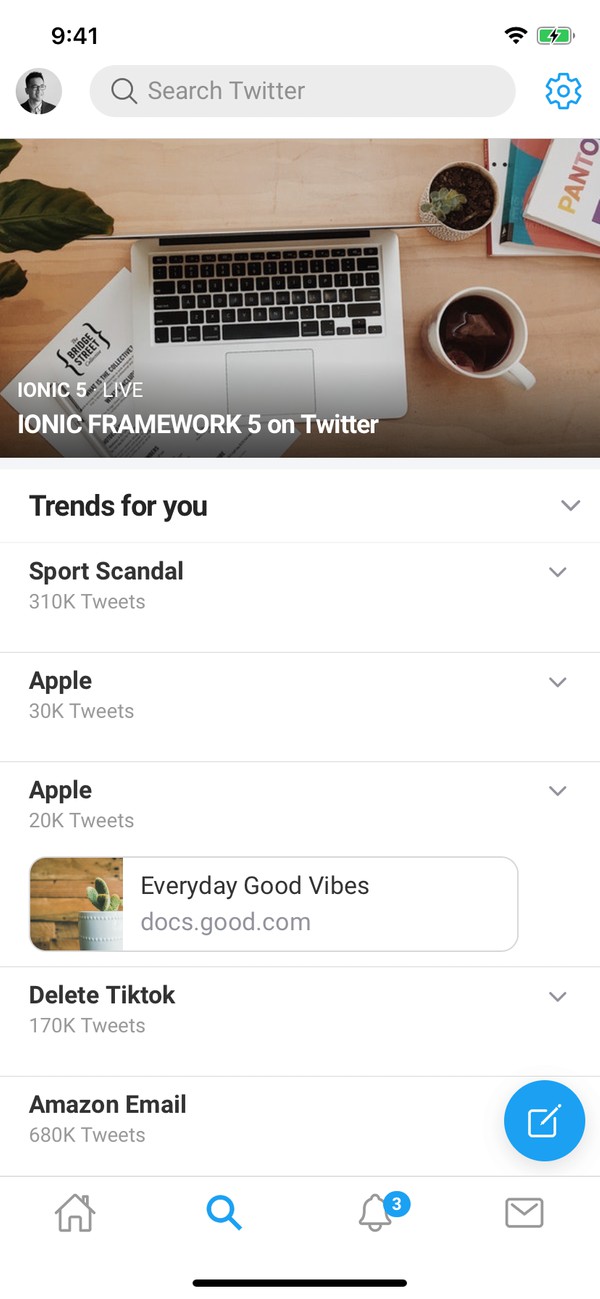 9:41
Search Twitter
PANTO
The
BRIDGE
STREET
Collective
IONIC 5 · LIVE
IONIC FRAMEWORK 5 on Twitter
Trends for you
Sport Scandal
310K Tweets
Apple
30K Tweets
Apple
20K Tweets
Everyday Good Vibes
docs.good.com
Delete Tiktok
170K Tweets
Amazon Email
680K Tweets
3